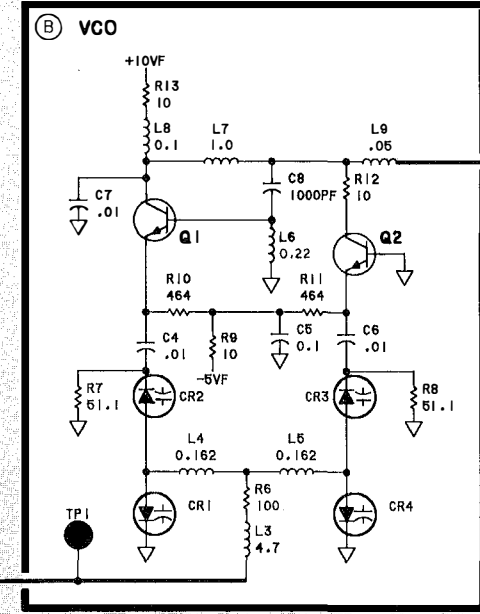 B VCO
+10VF
R13
10
L8
0.1
L7
1.0
L9
.05
C7
.01
C8
1000PF
R12
10
Q1
L6
0.22
Q2
R10
464
R11
464
C4
.01
R9
10
-5VF
C5
0.1
C6
.01
R7
51.1
CR2
CR3
R8
51.1
L4
0.162
L5
0.162
TP1
CR1
R6
100
L3
4.7
CR4